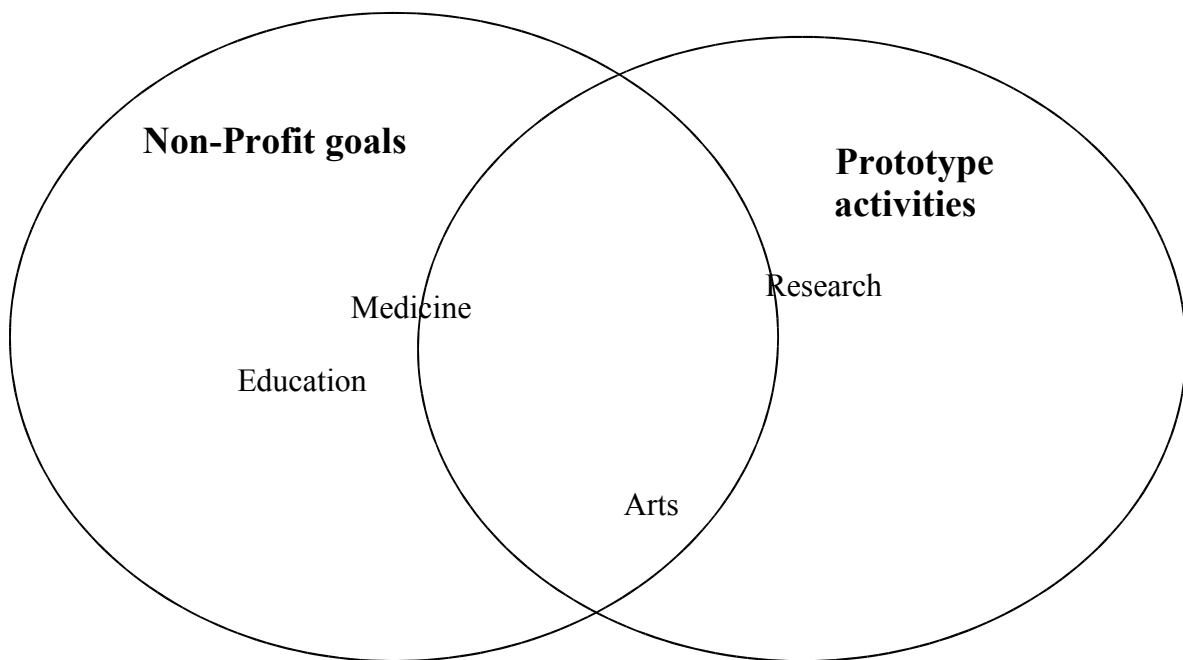 Non-Profit goals
Prototype
activities
Research
Medicine
Education
Arts